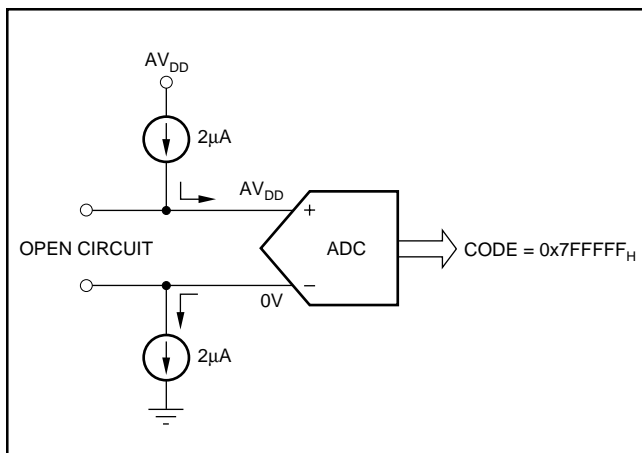 AVDD
2μA
AVDD
+
OPEN CIRCUIT
ADC
CODE = 0x7FFFFFH
0V
−
2μA